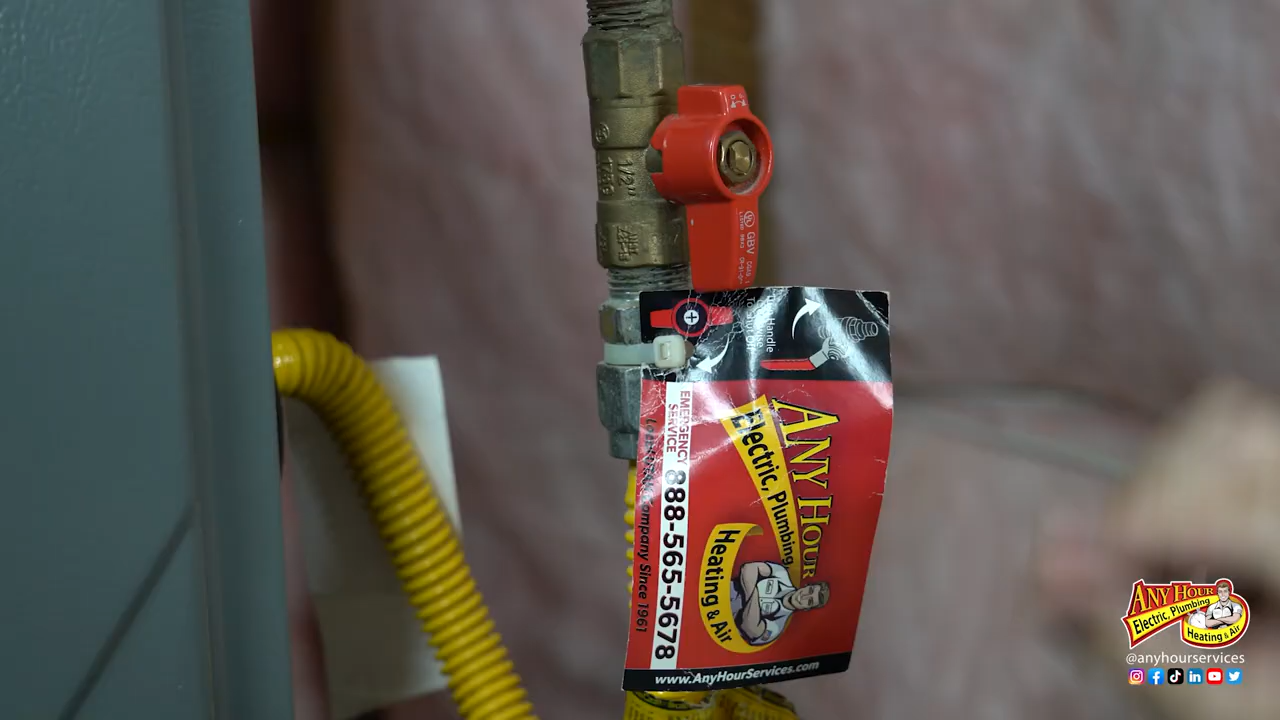 1/2"
GBV
Handle
EMERGENCY
SERVICE
888-565-5678
Company Since 1961
ANY HOUR
Electric, Plumbing
Heating & Air
www.AnyHourServices.com
ANY HOUR
Electric, Plumbing
Heating & Air
@anyhourservices